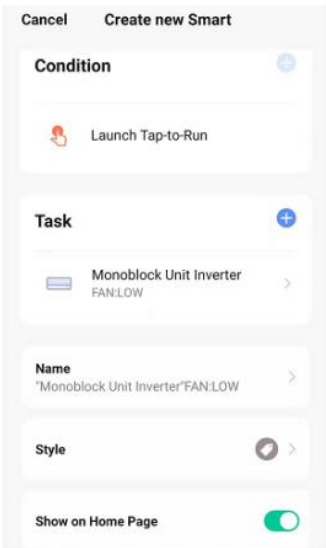 Cancel Create new Smart
Condition
Launch Tap-to-Run
Task
Monoblock Unit Inverter
FAN:LOW
Name
"Monoblock Unit Inverter"FAN:LOW
Style
Show on Home Page